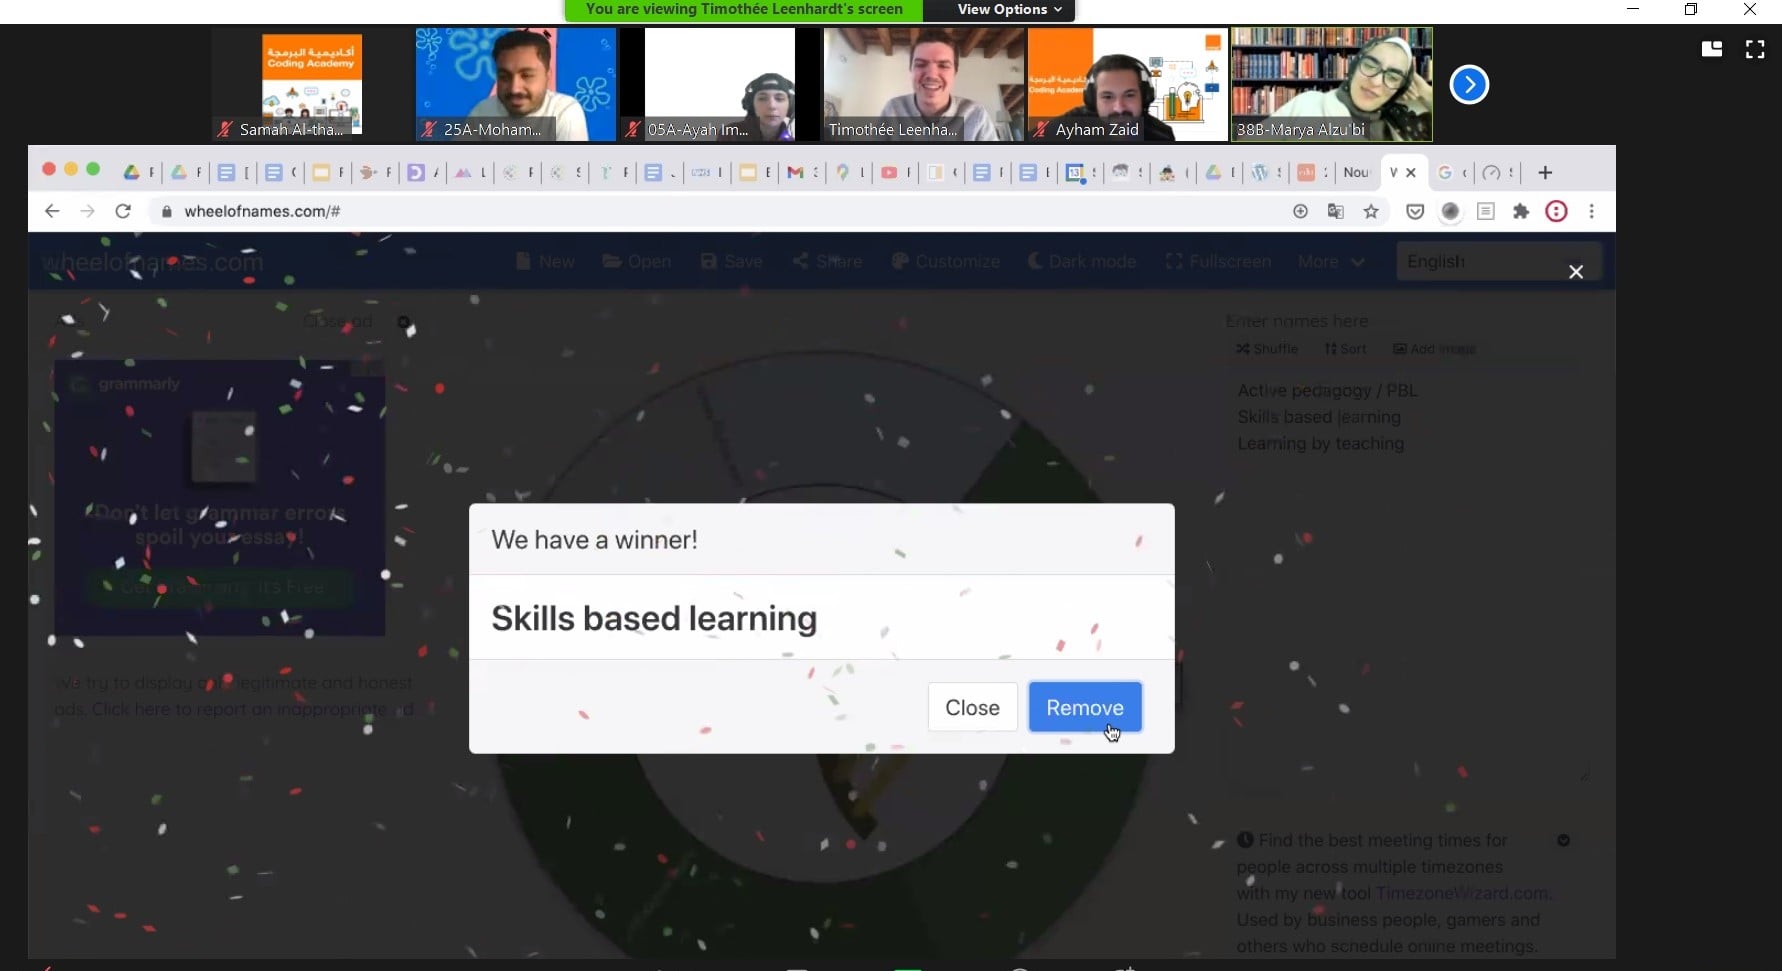 You are viewing Timothée Leenhardt's screen
View Options
أكاديمية البرمجة
Coding Academy
أكاديمية البرمجة
Coding Academy
Samah Al-tha...
25A-Moham...
05A-Ayah Im...
Timothée Leenha...
Ayham Zaid
38B-Marya Alzu'bi
Nou
wheelofnames.com/#
wheelofnames.com
New
Open
Save
Share
Customize
Dark mode
Fullscreen
More
English
Close ad
Enter names here
Shuffle
Sort
Add image
grammarly
Active pedagogy / PBL
Skills based learning
Learning by teaching
Don't let grammar errors
spoil your essay!
Get Grammarly It's Free
We have a winner!
Skills based learning
Close
Remove
We try to display only legitimate and honest
ads. Click here to report an inappropriate ad
Find the best meeting times for
people across multiple timezones
with my new tool TimezoneWizard.com.
Used by business people, gamers and
others who schedule online meetings.